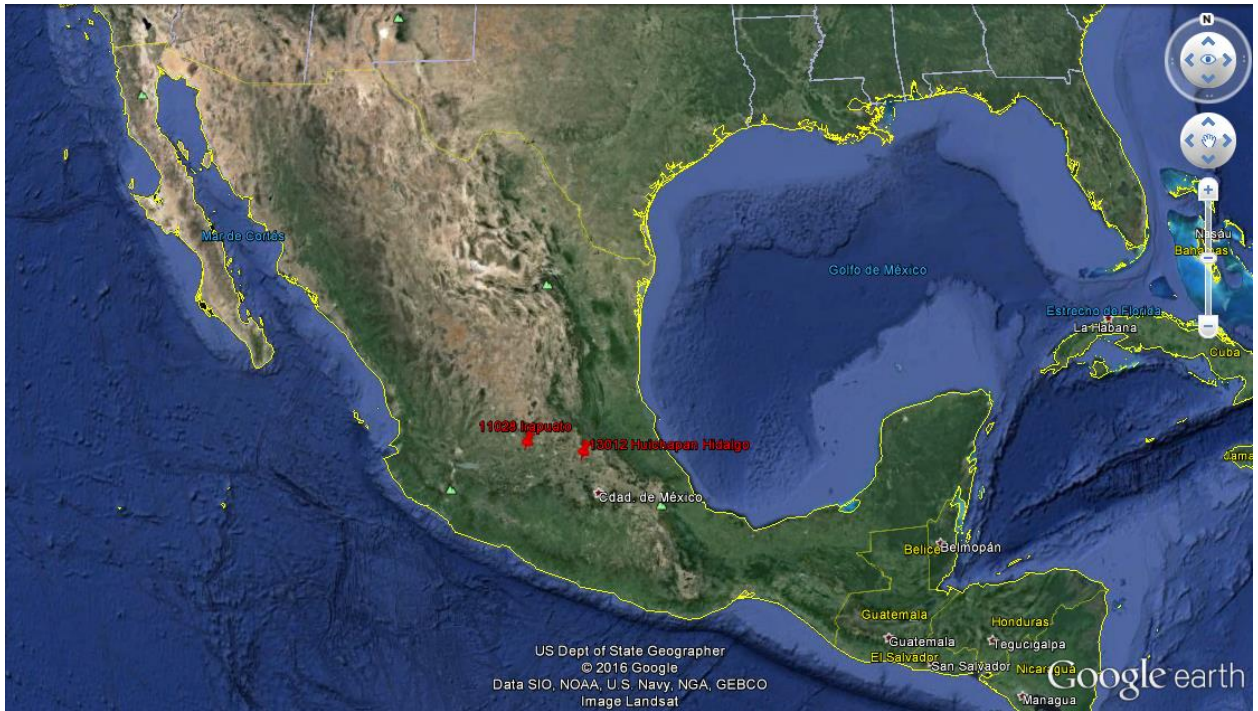 N
Mar de Cortés
Golfo de México
Nasáu
Bahamas
Estrecho de Florida
La Habana
Cuba
Irapuato
13012 Huichapan Hidalgo
Cdad. de México
Jama
Belice
Belmopán
Guatemala
Honduras
Guatemala
Tegucigalpa
El Salvador
San Salvador
Nicaragua
Managua
US Dept of State Geographer
© 2016 Google
Data SIO, NOAA, U.S. Navy, NGA, GEBCO
Image Landsat
Google earth